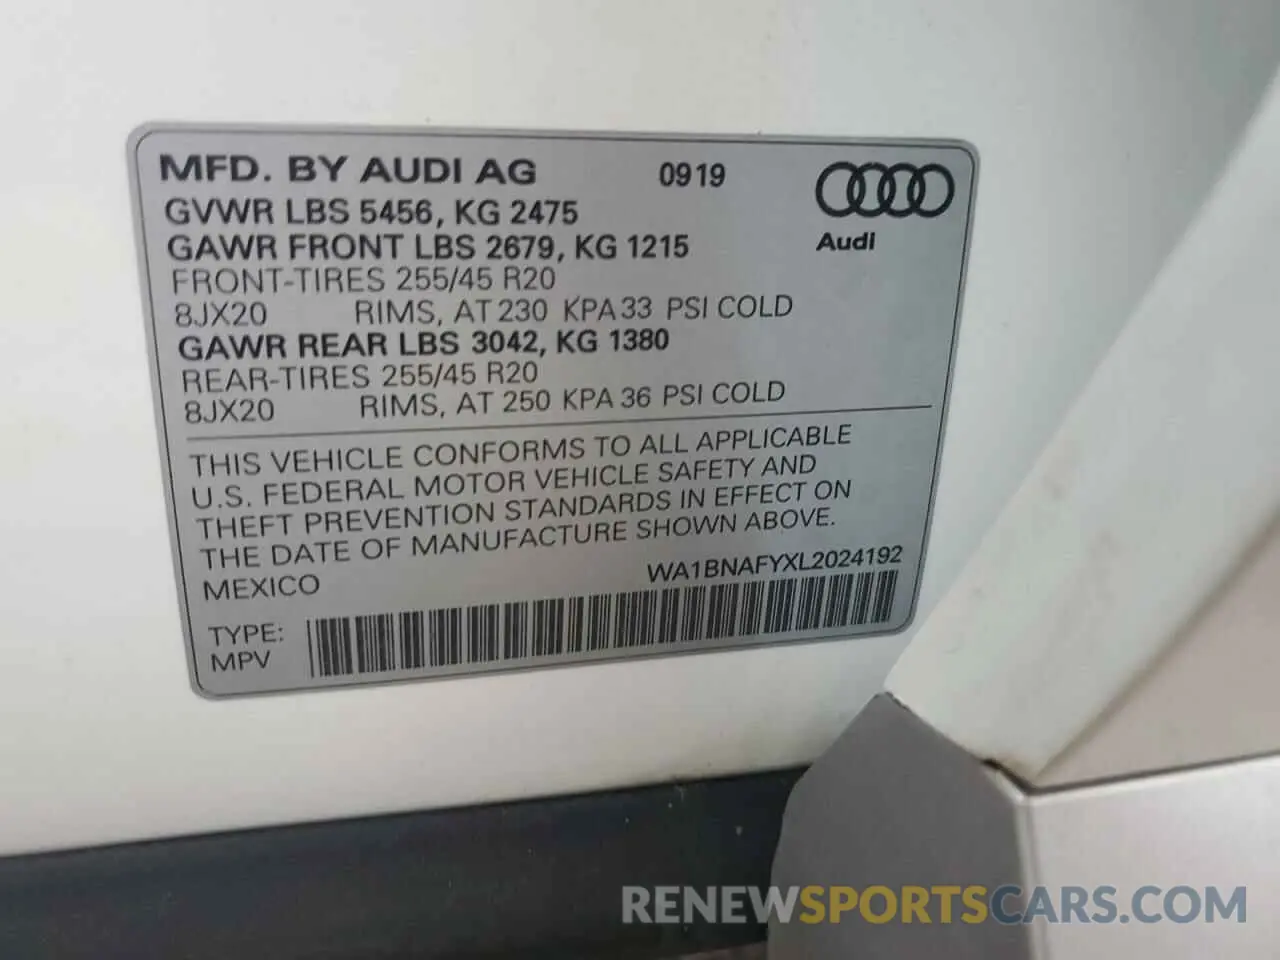 MFD. BY AUDI AG 0919
GVWR LBS 5456, KG 2475
GAWR FRONT LBS 2679, KG 1215
Audi
FRONT-TIRES 255/45 R20
8JX20 RIMS, AT 230 KPA 33 PSI COLD
GAWR REAR LBS 3042, KG 1380
REAR-TIRES 255/45 R20
8JX20 RIMS, AT 250 KPA 36 PSI COLD
THIS VEHICLE CONFORMS TO ALL APPLICABLE
U.S. FEDERAL MOTOR VEHICLE SAFETY AND
THEFT PREVENTION STANDARDS IN EFFECT ON
THE DATE OF MANUFACTURE SHOWN ABOVE.
MEXICO WA1BNAFYXL2024192
TYPE:
MPV
RENEWSPORTSCARS.COM